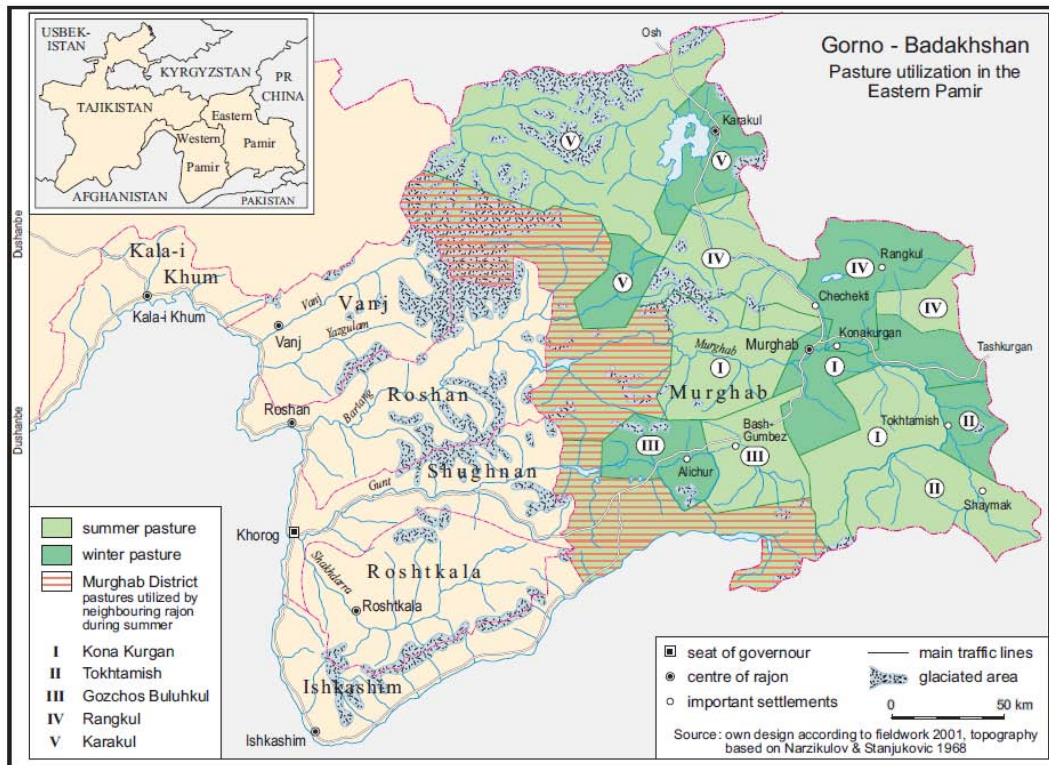 USBEK-
ISTAN
KYRGYZSTAN
PR
CHINA
TAJIKISTAN
Eastern
Western
Pamir
Pamir
AFGHANISTAN
PAKISTAN
Gorno - Badakhshan
Pasture utilization in the
Eastern Pamir
Osh
Karakul
V
V
Dushanbe
Kala-i
Khum
Kala-i Khum
IV
IV
Rangkul
V
Chechekti
IV
Vanj
Vanj
Vanj
Yazgulam
Murghab
Murghab
Konakurgan
I
I
Tashkurgan
Murghab
Bartang
Roshan
Roshan
Dushanbe
Tokhtamish
II
Bash-
Gumbez
III
III
I
Alichur
Shughnan
Gunt
II
Shaymak
Khorog
Roshtkala
Shakhdarra
Roshtkala
Ishkashim
Ishkashim
summer pasture
winter pasture
Murghab District
pastures utilized by
neighbouring rajon
during summer
I Kona Kurgan
II Tokhtamish
III Gozchos Buluhkul
IV Rangkul
V Karakul
seat of governour
centre of rajon
important settlements
main traffic lines
glaciated area
0 50 km
Source: own design according to fieldwork 2001, topography
based on Narzikulov & Stanjukovic 1968